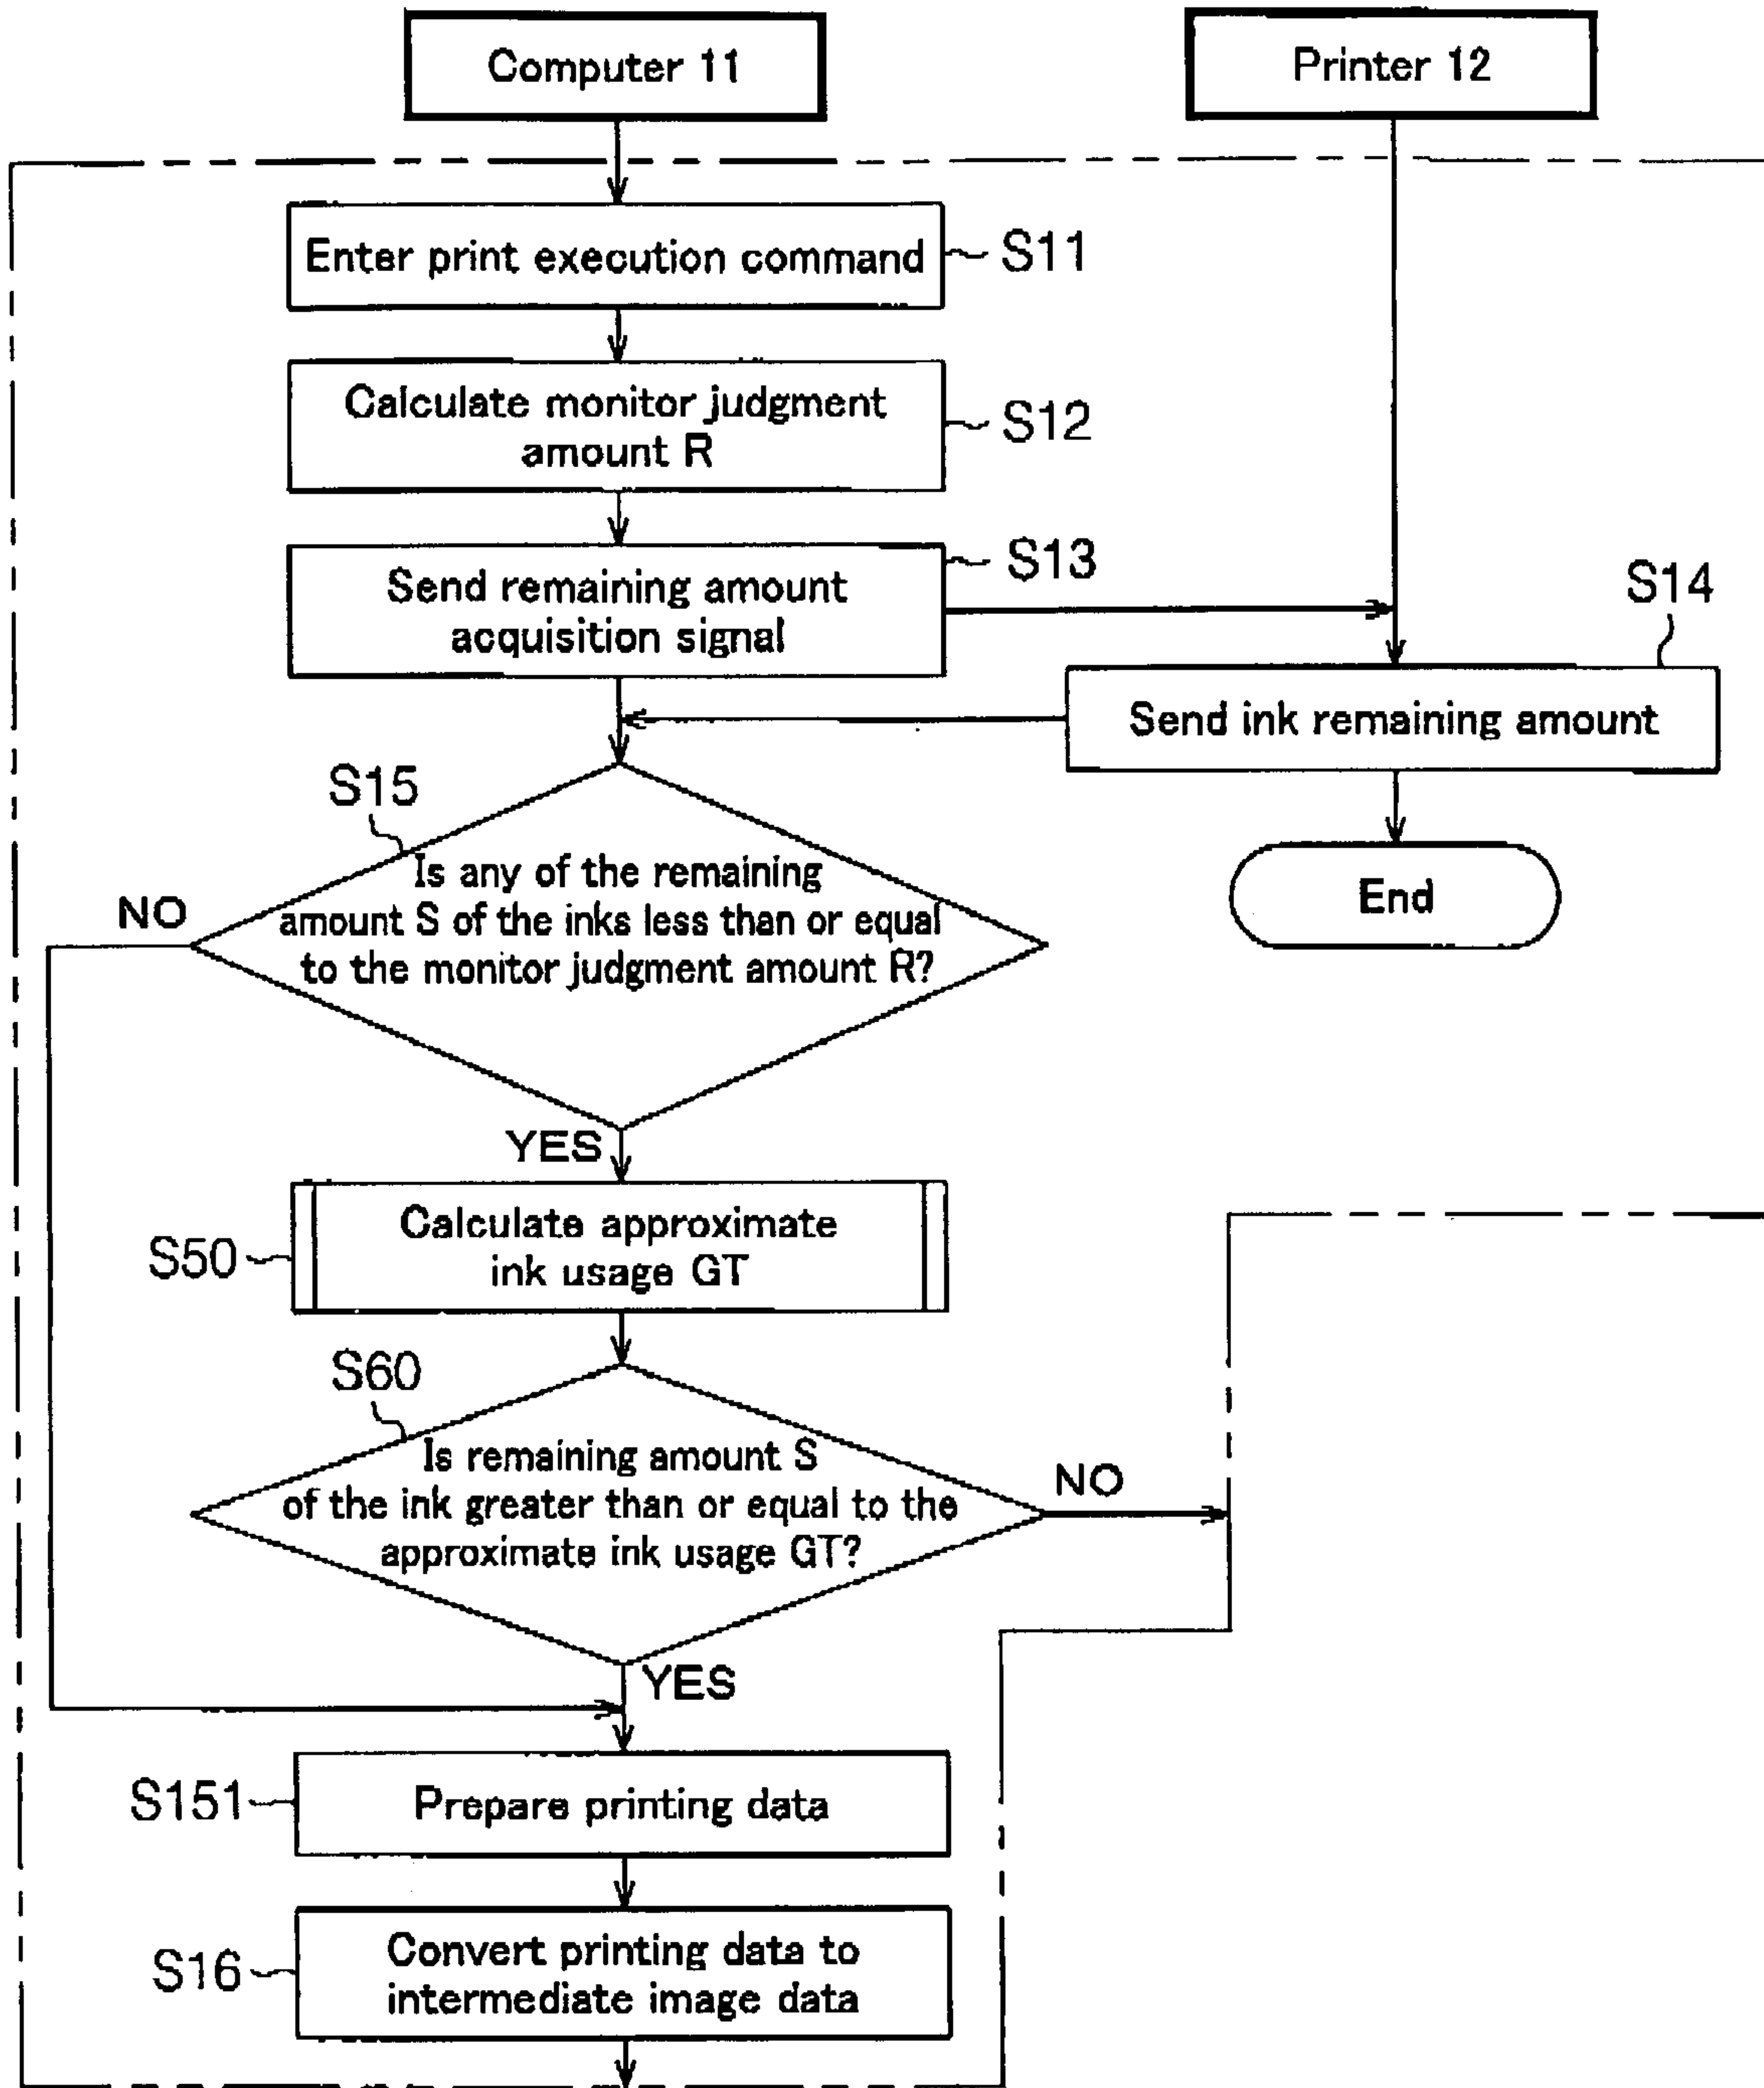 Computer 11
Printer 12
Enter print execution command
S11
Calculate monitor judgment
amount R
S12
Send remaining amount
acquisition signal
S13
S14
Send ink remaining amount
End
S15
Is any of the remaining
amount S of the inks less than or equal
to the monitor judgment amount R?
NO
YES
S50
Calculate approximate
ink usage GT
S60
Is remaining amount S
of the ink greater than or equal to the
approximate ink usage GT?
NO
YES
S151
Prepare printing data
S16
Convert printing data to
intermediate image data